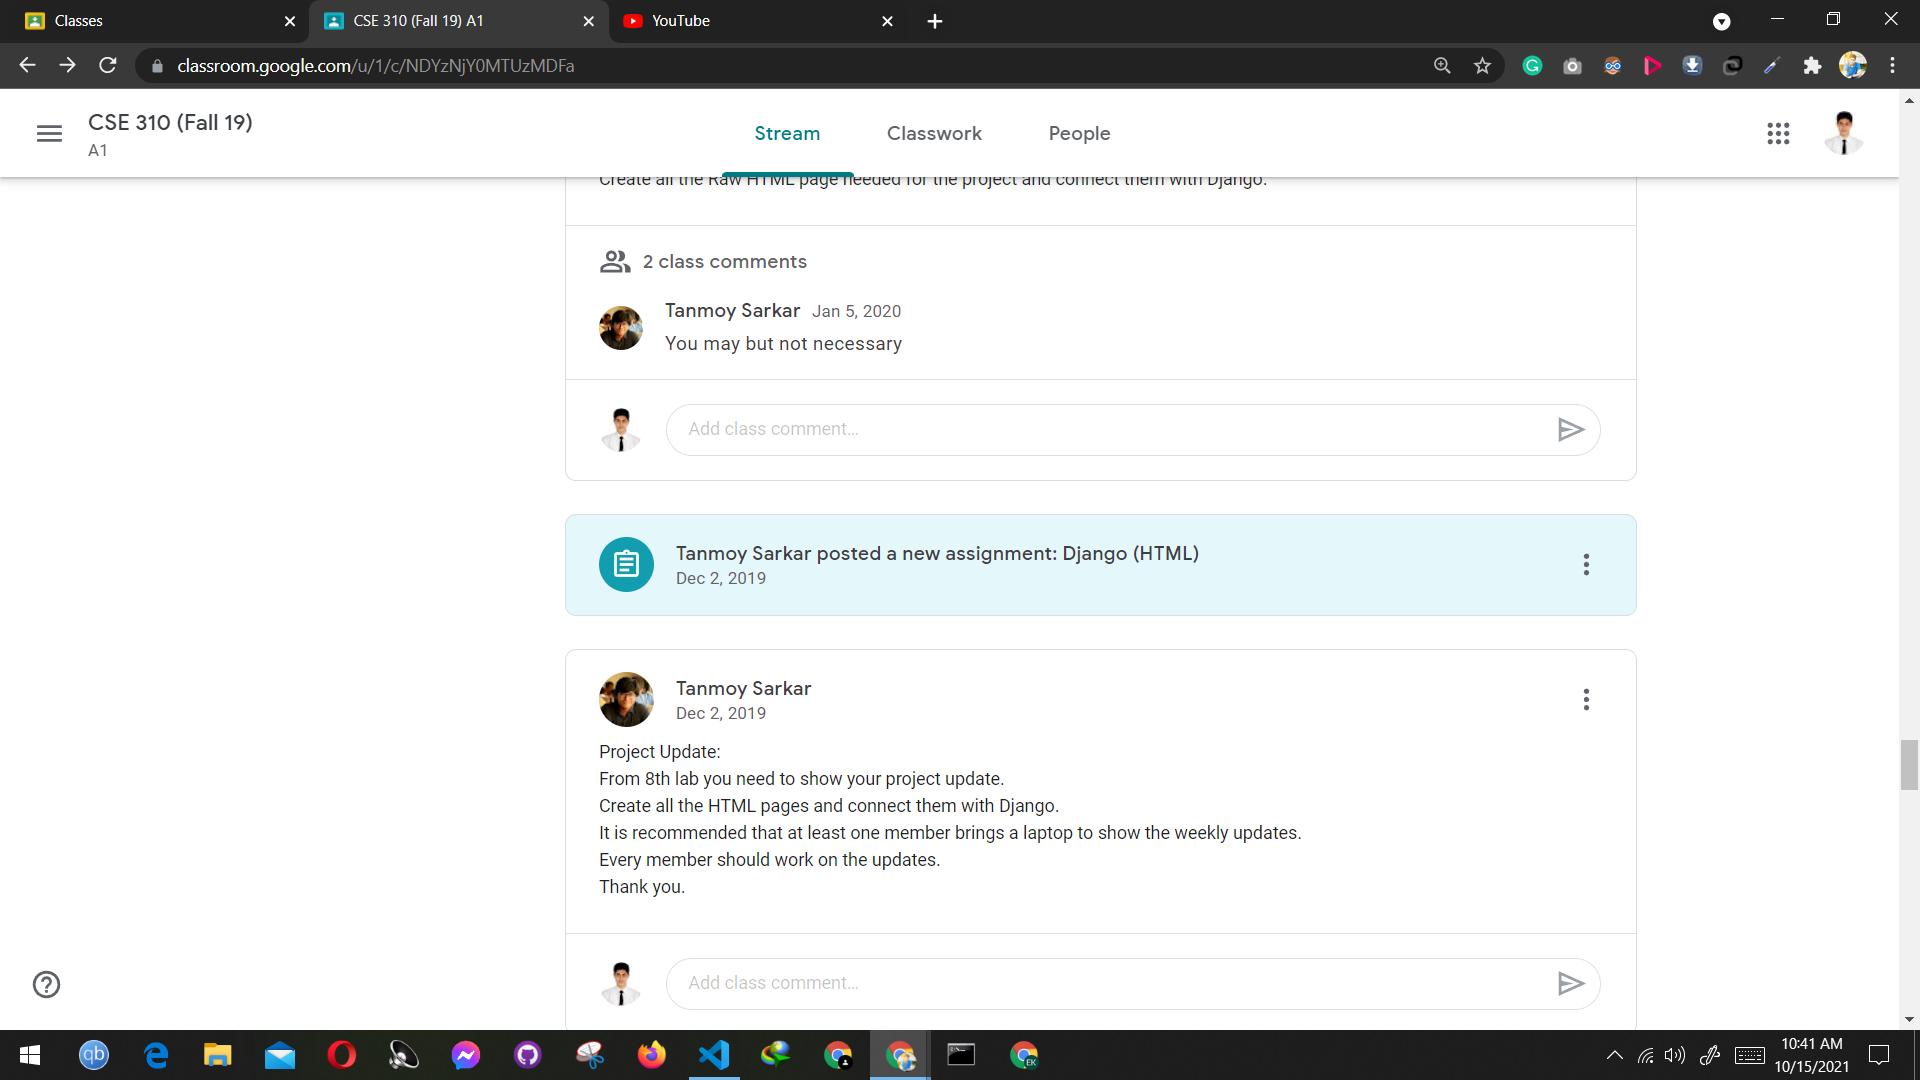 Classes
CSE 310 (Fall 19) A1
YouTube
classroom.google.com/u/1/c/NDYzNjY0MTUzMDFa
CSE 310 (Fall 19)
A1
Stream
Classwork
People
Create all the Raw HTML page needed for the project and connect them with Django.
2 class comments
Tanmoy Sarkar Jan 5, 2020
You may but not necessary
Add class comment...
Tanmoy Sarkar posted a new assignment: Django (HTML)
Dec 2, 2019
Tanmoy Sarkar
Dec 2, 2019
Project Update:
From 8th lab you need to show your project update.
Create all the HTML pages and connect them with Django.
It is recommended that at least one member brings a laptop to show the weekly updates.
Every member should work on the updates.
Thank you.
Add class comment...
qb
EK
10:41 AM
10/15/2021